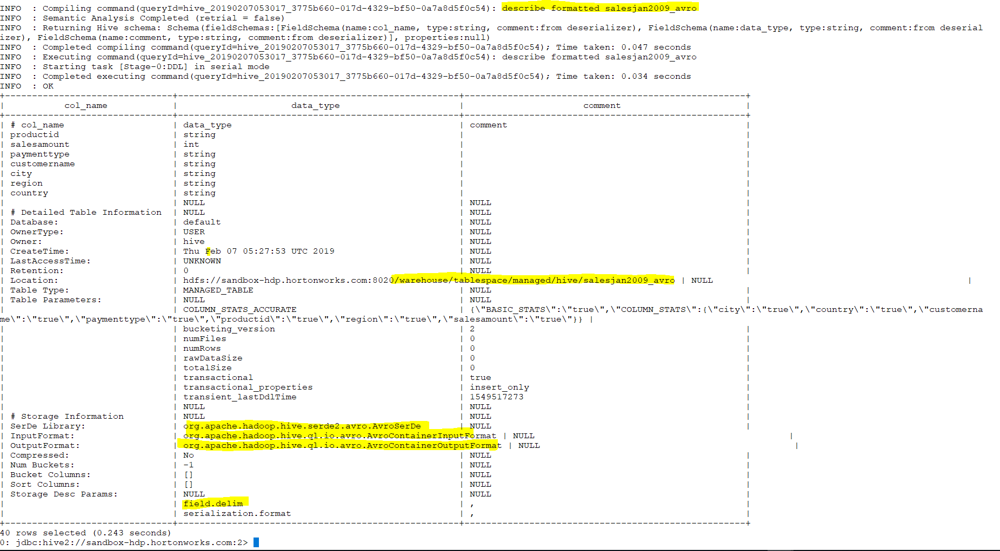 INFO  : Compiling command(queryId=hive_20190207053017_3775b660-017d-4329-bf50-0a7a8d5f0c54): describe formatted salesjan2009_avro
INFO  : Semantic Analysis Completed (retrial = false)
INFO  : Returning Hive schema: Schema(fieldSchemas:[FieldSchema(name:col_name, type:string, comment:from deserializer), FieldSchema(name:data_type, type:string, comment:from deserial
izer), FieldSchema(name:comment, type:string, comment:from deserializer)], properties:null)
INFO  : Completed compiling command(queryId=hive_20190207053017_3775b660-017d-4329-bf50-0a7a8d5f0c54); Time taken: 0.047 seconds
INFO  : Executing command(queryId=hive_20190207053017_3775b660-017d-4329-bf50-0a7a8d5f0c54): describe formatted salesjan2009_avro
INFO  : Starting task [Stage-0:DDL] in serial mode
INFO  : Completed executing command(queryId=hive_20190207053017_3775b660-017d-4329-bf50-0a7a8d5f0c54); Time taken: 0.034 seconds
INFO  : OK
| col_name | data_type | comment |
| # col_name | data_type | comment |
| productid | string | |
| salesamount | int | |
| paymenttype | string | |
| customername | string | |
| city | string | |
| region | string | |
| country | string | |
| | NULL | NULL |
| # Detailed Table Information | NULL | NULL |
| Database: | default | NULL |
| OwnerType: | USER | NULL |
| Owner: | hive | NULL |
| CreateTime: | Thu Feb 07 05:27:53 UTC 2019 | NULL |
| LastAccessTime: | UNKNOWN | NULL |
| Retention: | 0 | NULL |
| Location: | hdfs://sandbox-hdp.hortonworks.com:8020/warehouse/tablespace/managed/hive/salesjan2009_avro | NULL |
| Table Type: | MANAGED_TABLE | NULL |
| Table Parameters: | NULL | NULL |
| | COLUMN_STATS_ACCURATE | {\"BASIC_STATS\":\"true\",\"COLUMN_STATS\":{\"city\":\"true\",\"country\":\"true\",\"customerna
me\":\"true\",\"paymenttype\":\"true\",\"productid\":\"true\",\"region\":\"true\",\"salesamount\":\"true\"}} |
| | bucketing_version | 2 |
| | numFiles | 0 |
| | numRows | 0 |
| | rawDataSize | 0 |
| | totalSize | 0 |
| | transactional | true |
| | transactional_properties | insert_only |
| | transient_lastDdlTime | 1549517273 |
| | NULL | NULL |
| # Storage Information | NULL | NULL |
| SerDe Library: | org.apache.hadoop.hive.serde2.avro.AvroSerDe | NULL |
| InputFormat: | org.apache.hadoop.hive.ql.io.avro.AvroContainerInputFormat | NULL |
| OutputFormat: | org.apache.hadoop.hive.ql.io.avro.AvroContainerOutputFormat | NULL |
| Compressed: | No | NULL |
| Num Buckets: | -1 | NULL |
| Bucket Columns: | [] | NULL |
| Sort Columns: | [] | NULL |
| Storage Desc Params: | NULL | NULL |
| | field.delim | , |
| | serialization.format | , |
40 rows selected (0.243 seconds)
0: jdbc:hive2://sandbox-hdp.hortonworks.com:2>